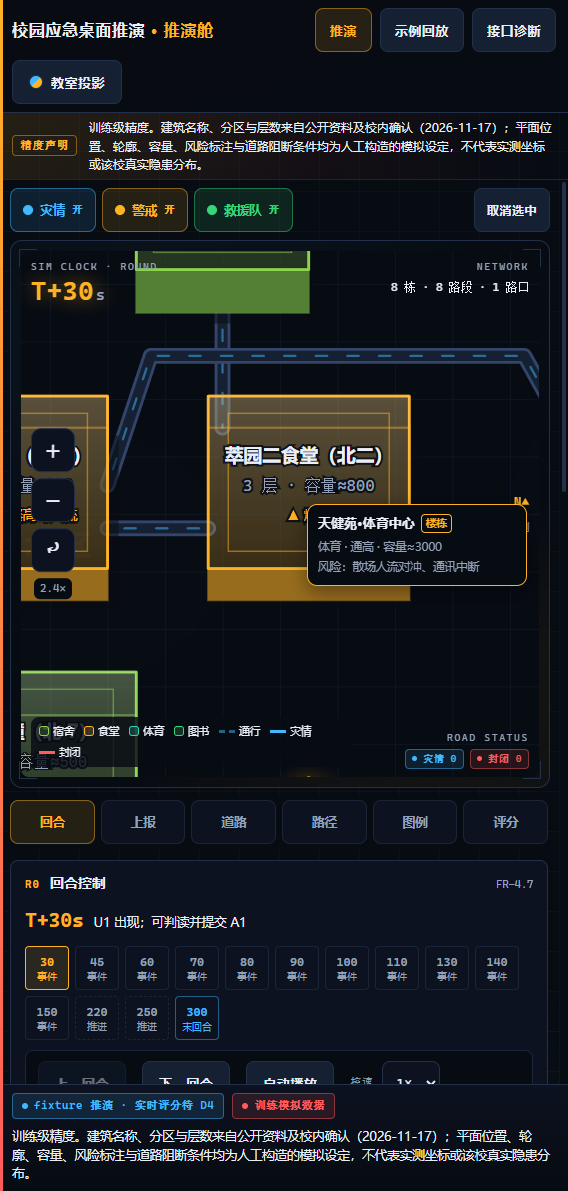 校园应急桌面推演 • 推演舱
推演
示例回放
接口诊断
教室投影
精度声明
训练级精度。建筑名称、分区与层数来自公开资料及校内确认（2026-11-17）；平面位置、轮廓、容量、风险标注与道路阻断条件均为人工构造的模拟设定，不代表实测坐标或该校真实隐患分布。
灾情 开
警戒 开
救援队 开
取消选中
SIM CLOCK · ROUND
T+30s
NETWORK
8 栋 · 8 路段 · 1 路口
+
−
2.4×
萃园二食堂（北二）
3 层 · 容量≈800
N▲
天健苑•体育中心 楼栋
体育 · 通高 · 容量≈3000
风险：散场人流对冲、通讯中断
容量≈500
宿舍
食堂
体育
图书
通行
灾情
封闭
ROAD STATUS
灾情 0
封闭 0
回合
上报
道路
路径
图例
评分
R0 回合控制
FR-4.7
T+30s U1 出现；可判读并提交 A1
30 事件
45 事件
60 事件
70 事件
80 事件
90 事件
100 事件
110 事件
130 事件
140 事件
150 事件
220 推进
250 推进
300 末回合
上一回合
下一回合
自动播放
1×
fixture 推演 · 实时评分待 D4
训练模拟数据
训练级精度。建筑名称、分区与层数来自公开资料及校内确认（2026-11-17）；平面位置、轮廓、容量、风险标注与道路阻断条件均为人工构造的模拟设定，不代表实测坐标或该校真实隐患分布。